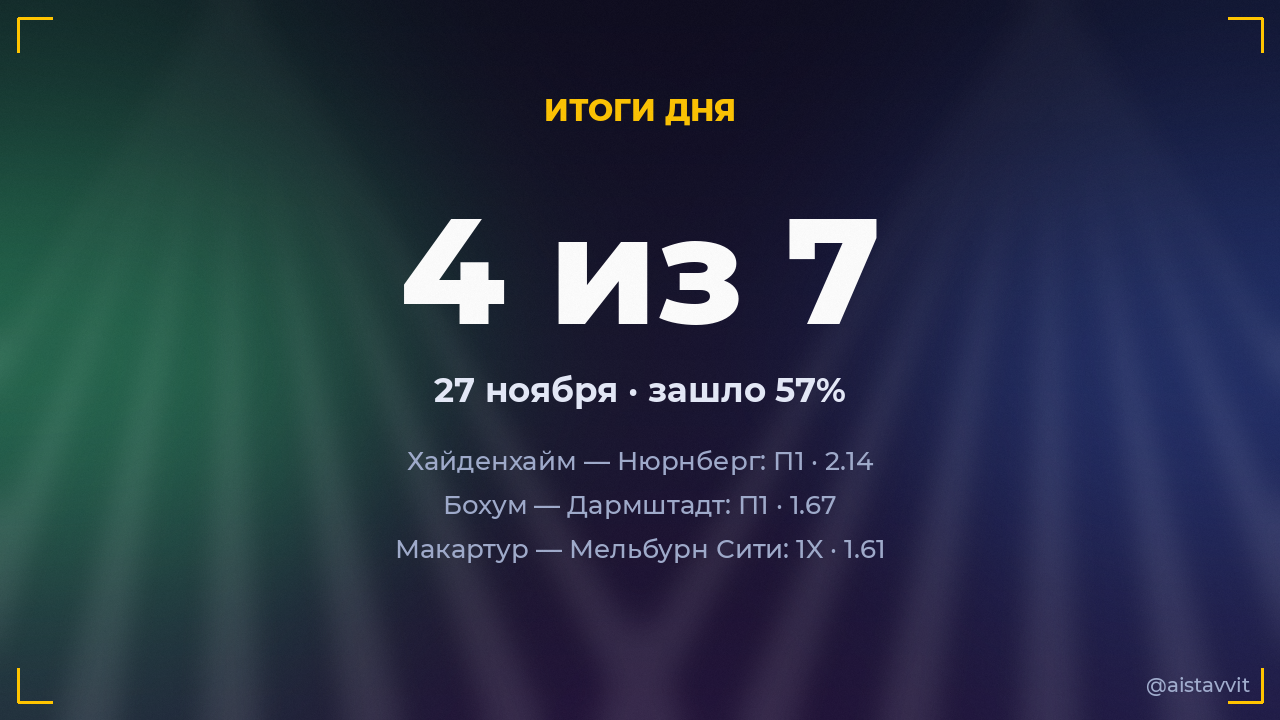 ИТОГИ ДНЯ
4 из 7
27 ноября · зашло 57%
Хайденхайм — Нюрнберг: П1 · 2.14
Бохум — Дармштадт: П1 · 1.67
Макартур — Мельбурн Сити: 1X · 1.61
@aistavvit